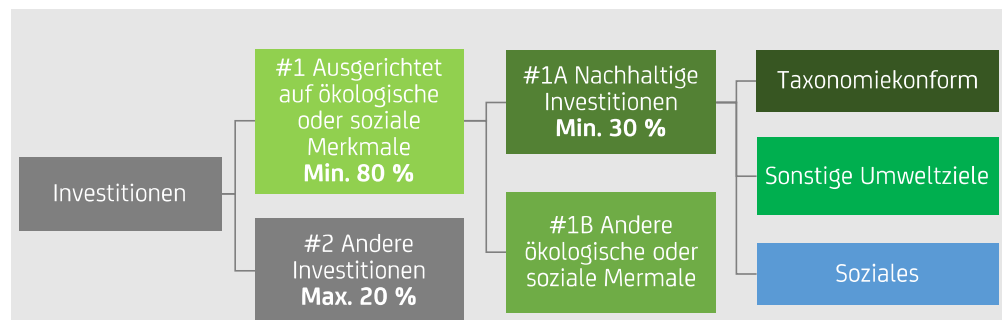 Investitionen
#1 Ausgerichtet
auf ökologische
oder soziale
Merkmale
Min. 80 %
#2 Andere
Investitionen
Max. 20 %
#1A Nachhaltige
Investitionen
Min. 30 %
#1B Andere
ökologische oder
soziale Mermale
Taxonomiekonform
Sonstige Umweltziele
Soziales